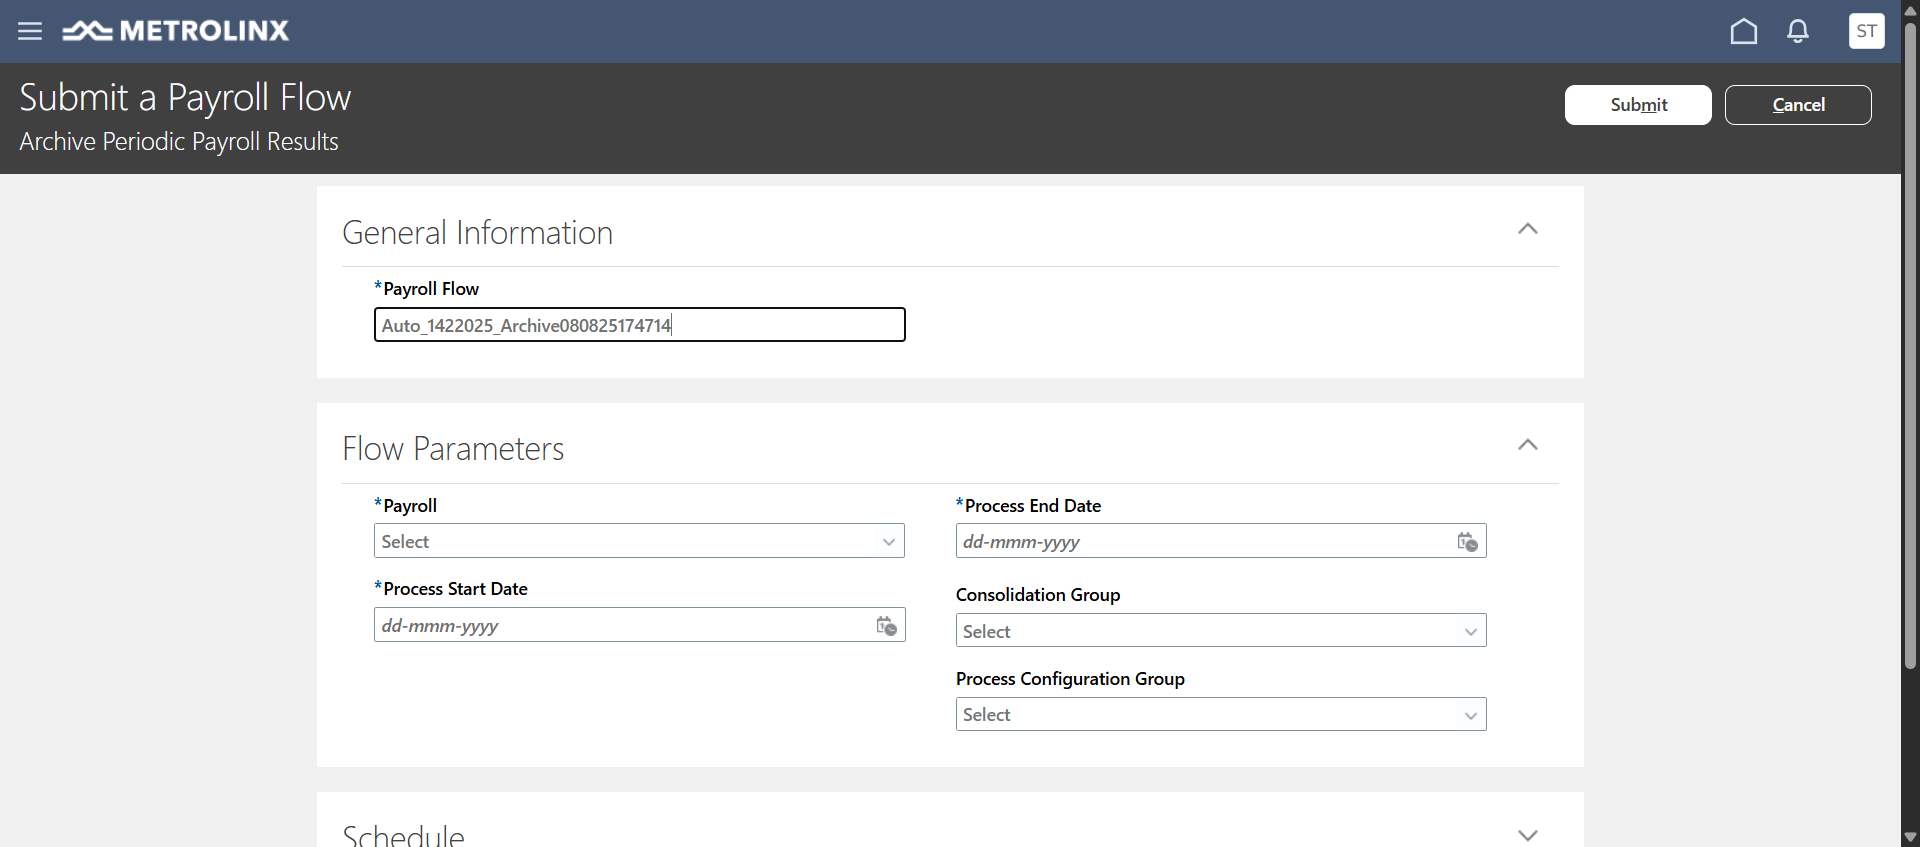 METROLINX
ST
Submit a Payroll Flow
Archive Periodic Payroll Results
Submit
Cancel
General Information
*Payroll Flow
Auto_1422025_Archive080825174714
Flow Parameters
*Payroll
Select
*Process Start Date
dd-mmm-yyyy
*Process End Date
dd-mmm-yyyy
Consolidation Group
Select
Process Configuration Group
Select
Schedule